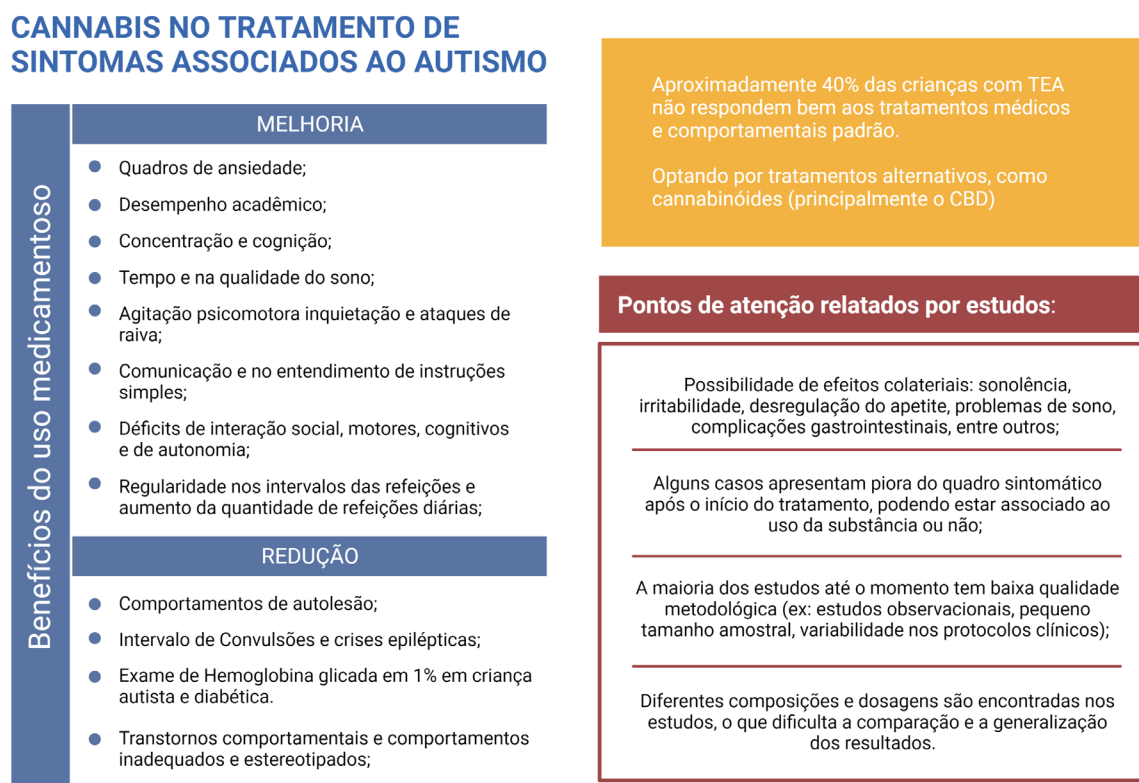 CANNABIS NO TRATAMENTO DE
SINTOMAS ASSOCIADOS AO AUTISMO
Benefícios do uso medicamentoso
MELHORIA
Quadros de ansiedade;
Desempenho acadêmico;
Concentração e cognição;
Tempo e na qualidade do sono;
Agitação psicomotora inquietação e ataques de
raiva;
Comunicação e no entendimento de instruções
simples;
Déficits de interação social, motores, cognitivos
e de autonomia;
Regularidade nos intervalos das refeições e
aumento da quantidade de refeições diárias;
REDUÇÃO
Comportamentos de autolesão;
Intervalo de Convulsões e crises epilépticas;
Exame de Hemoglobina glicada em 1% em criança
autista e diabética.
Transtornos comportamentais e comportamentos
inadequados e estereotipados;
Aproximadamente 40% das crianças com TEA
não respondem bem aos tratamentos médicos
e comportamentais padrão.
Optando por tratamentos alternativos, como
cannabinóides (principalmente o CBD)
Pontos de atenção relatados por estudos:
Possibilidade de efeitos colateriais: sonolência,
irritabilidade, desregulação do apetite, problemas de sono,
complicações gastrointestinais, entre outros;
Alguns casos apresentam piora do quadro sintomático
após o início do tratamento, podendo estar associado ao
uso da substância ou não;
A maioria dos estudos até o momento tem baixa qualidade
metodológica (ex: estudos observacionais, pequeno
tamanho amostral, variabilidade nos protocolos clínicos);
Diferentes composições e dosagens são encontradas nos
estudos, o que dificulta a comparação e a generalização
dos resultados.